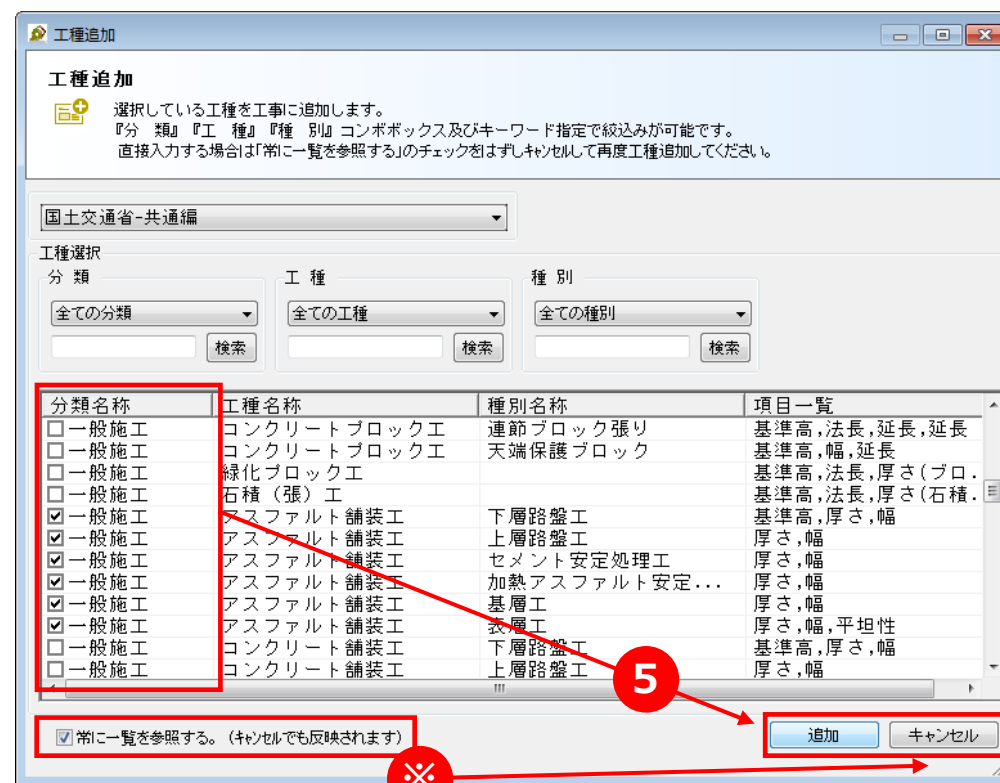 工種追加
工種追加
選択している工種を工事に追加します。
『分　類』『工　種』『種　別』コンボボックス及びキーワード指定で絞込みが可能です。
直接入力する場合は「常に一覧を参照する」のチェックをはずしキャンセルして再度工種追加してください。
国土交通省-共通編
工種選択
分 類 工 種 種 別
全ての分類 全ての工種 全ての種別
検索 検索 検索
分類名称 工種名称 種別名称 項目一覧
一般施工 コンクリートブロック工 連節ブロック張り 基準高,法長,延長,延長
一般施工 コンクリートブロック工 天端保護ブロック 基準高,幅,延長
一般施工 緑化ブロック工 基準高,法長,厚さ(ブロ.
一般施工 石積（張）工 基準高,法長,厚さ(石積.
一般施工 アスファルト舗装工 下層路盤工 基準高,厚さ,幅
一般施工 アスファルト舗装工 上層路盤工 厚さ,幅
一般施工 アスファルト舗装工 セメント安定処理工 厚さ,幅
一般施工 アスファルト舗装工 加熱アスファルト安定... 厚さ,幅
一般施工 アスファルト舗装工 基層工 厚さ,幅
一般施工 アスファルト舗装工 表層工 厚さ,幅,平坦性
一般施工 コンクリート舗装工 下層路盤工 基準高,厚さ,幅
一般施工 コンクリート舗装工 上層路盤工 厚さ,幅
5
常に一覧を参照する。（キャンセルでも反映されます） 追加 キャンセル
※